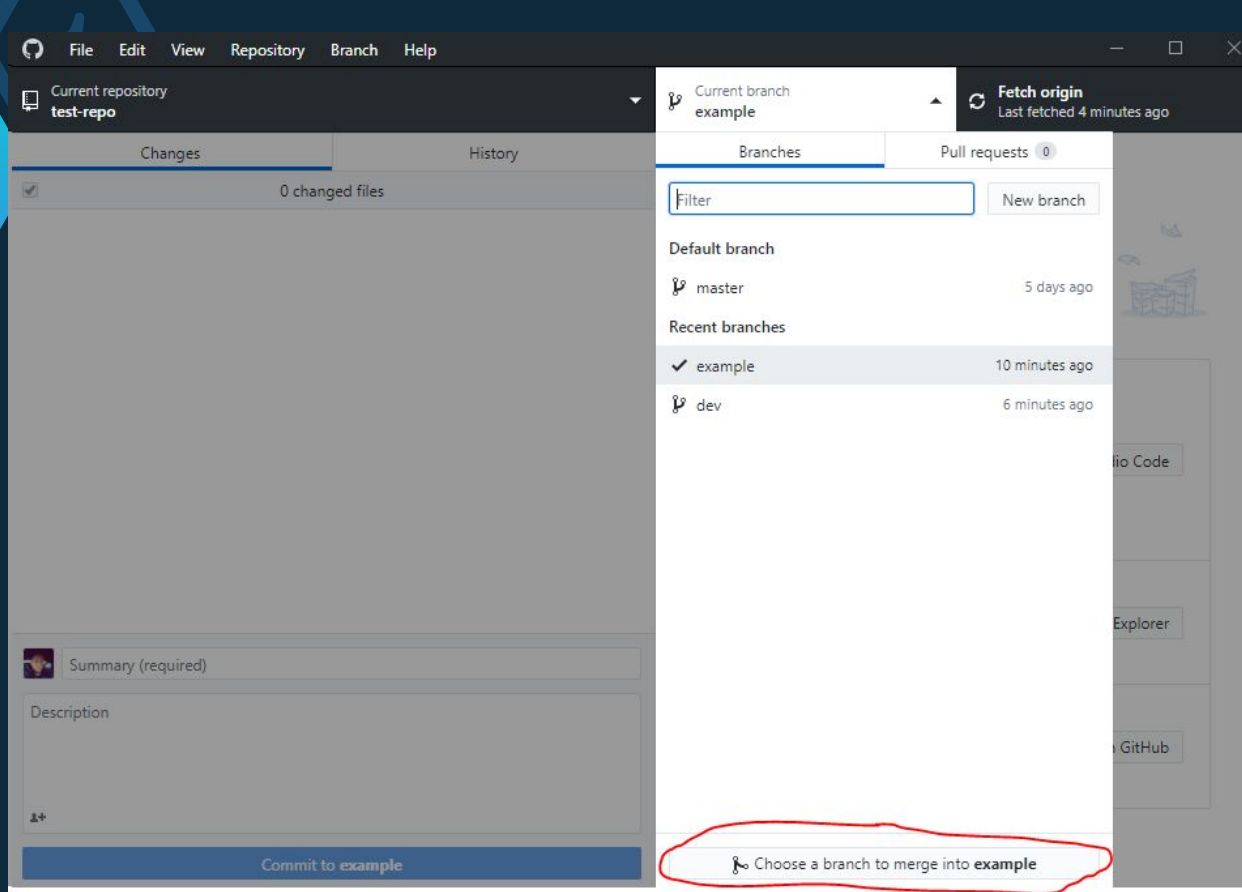 File Edit View Repository Branch Help
Current repository
test-repo
Current branch
example
Fetch origin
Last fetched 4 minutes ago
Changes History
Branches Pull requests 0
0 changed files
Filter
New branch
Default branch
master 5 days ago
Recent branches
example 10 minutes ago
dev 6 minutes ago
Code
Explorer
GitHub
Summary (required)
Description
Commit to example
Choose a branch to merge into example